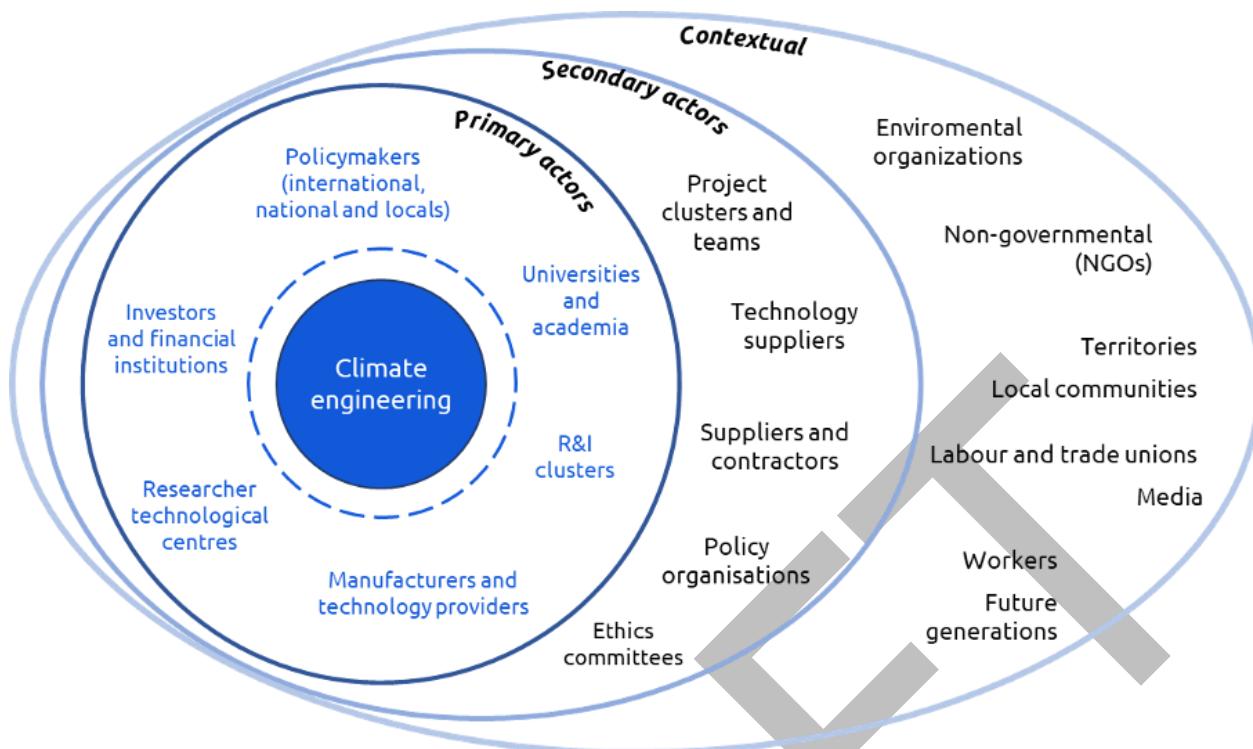 Contextual
Secondary actors
Primary actors
Policymakers
(international,
national and locals)
Investors
and financial
institutions
Universities
and
academia
Climate
engineering
R&I
clusters
Researcher
technological
centres
Manufacturers and
technology providers
Project
clusters and
teams
Technology
suppliers
Suppliers and
contractors
Policy
organisations
Ethics
committees
Enviromental
organizations
Non-governmental
(NGOs)
Territories
Local communities
Labour and trade unions
Media
Workers
Future
generations